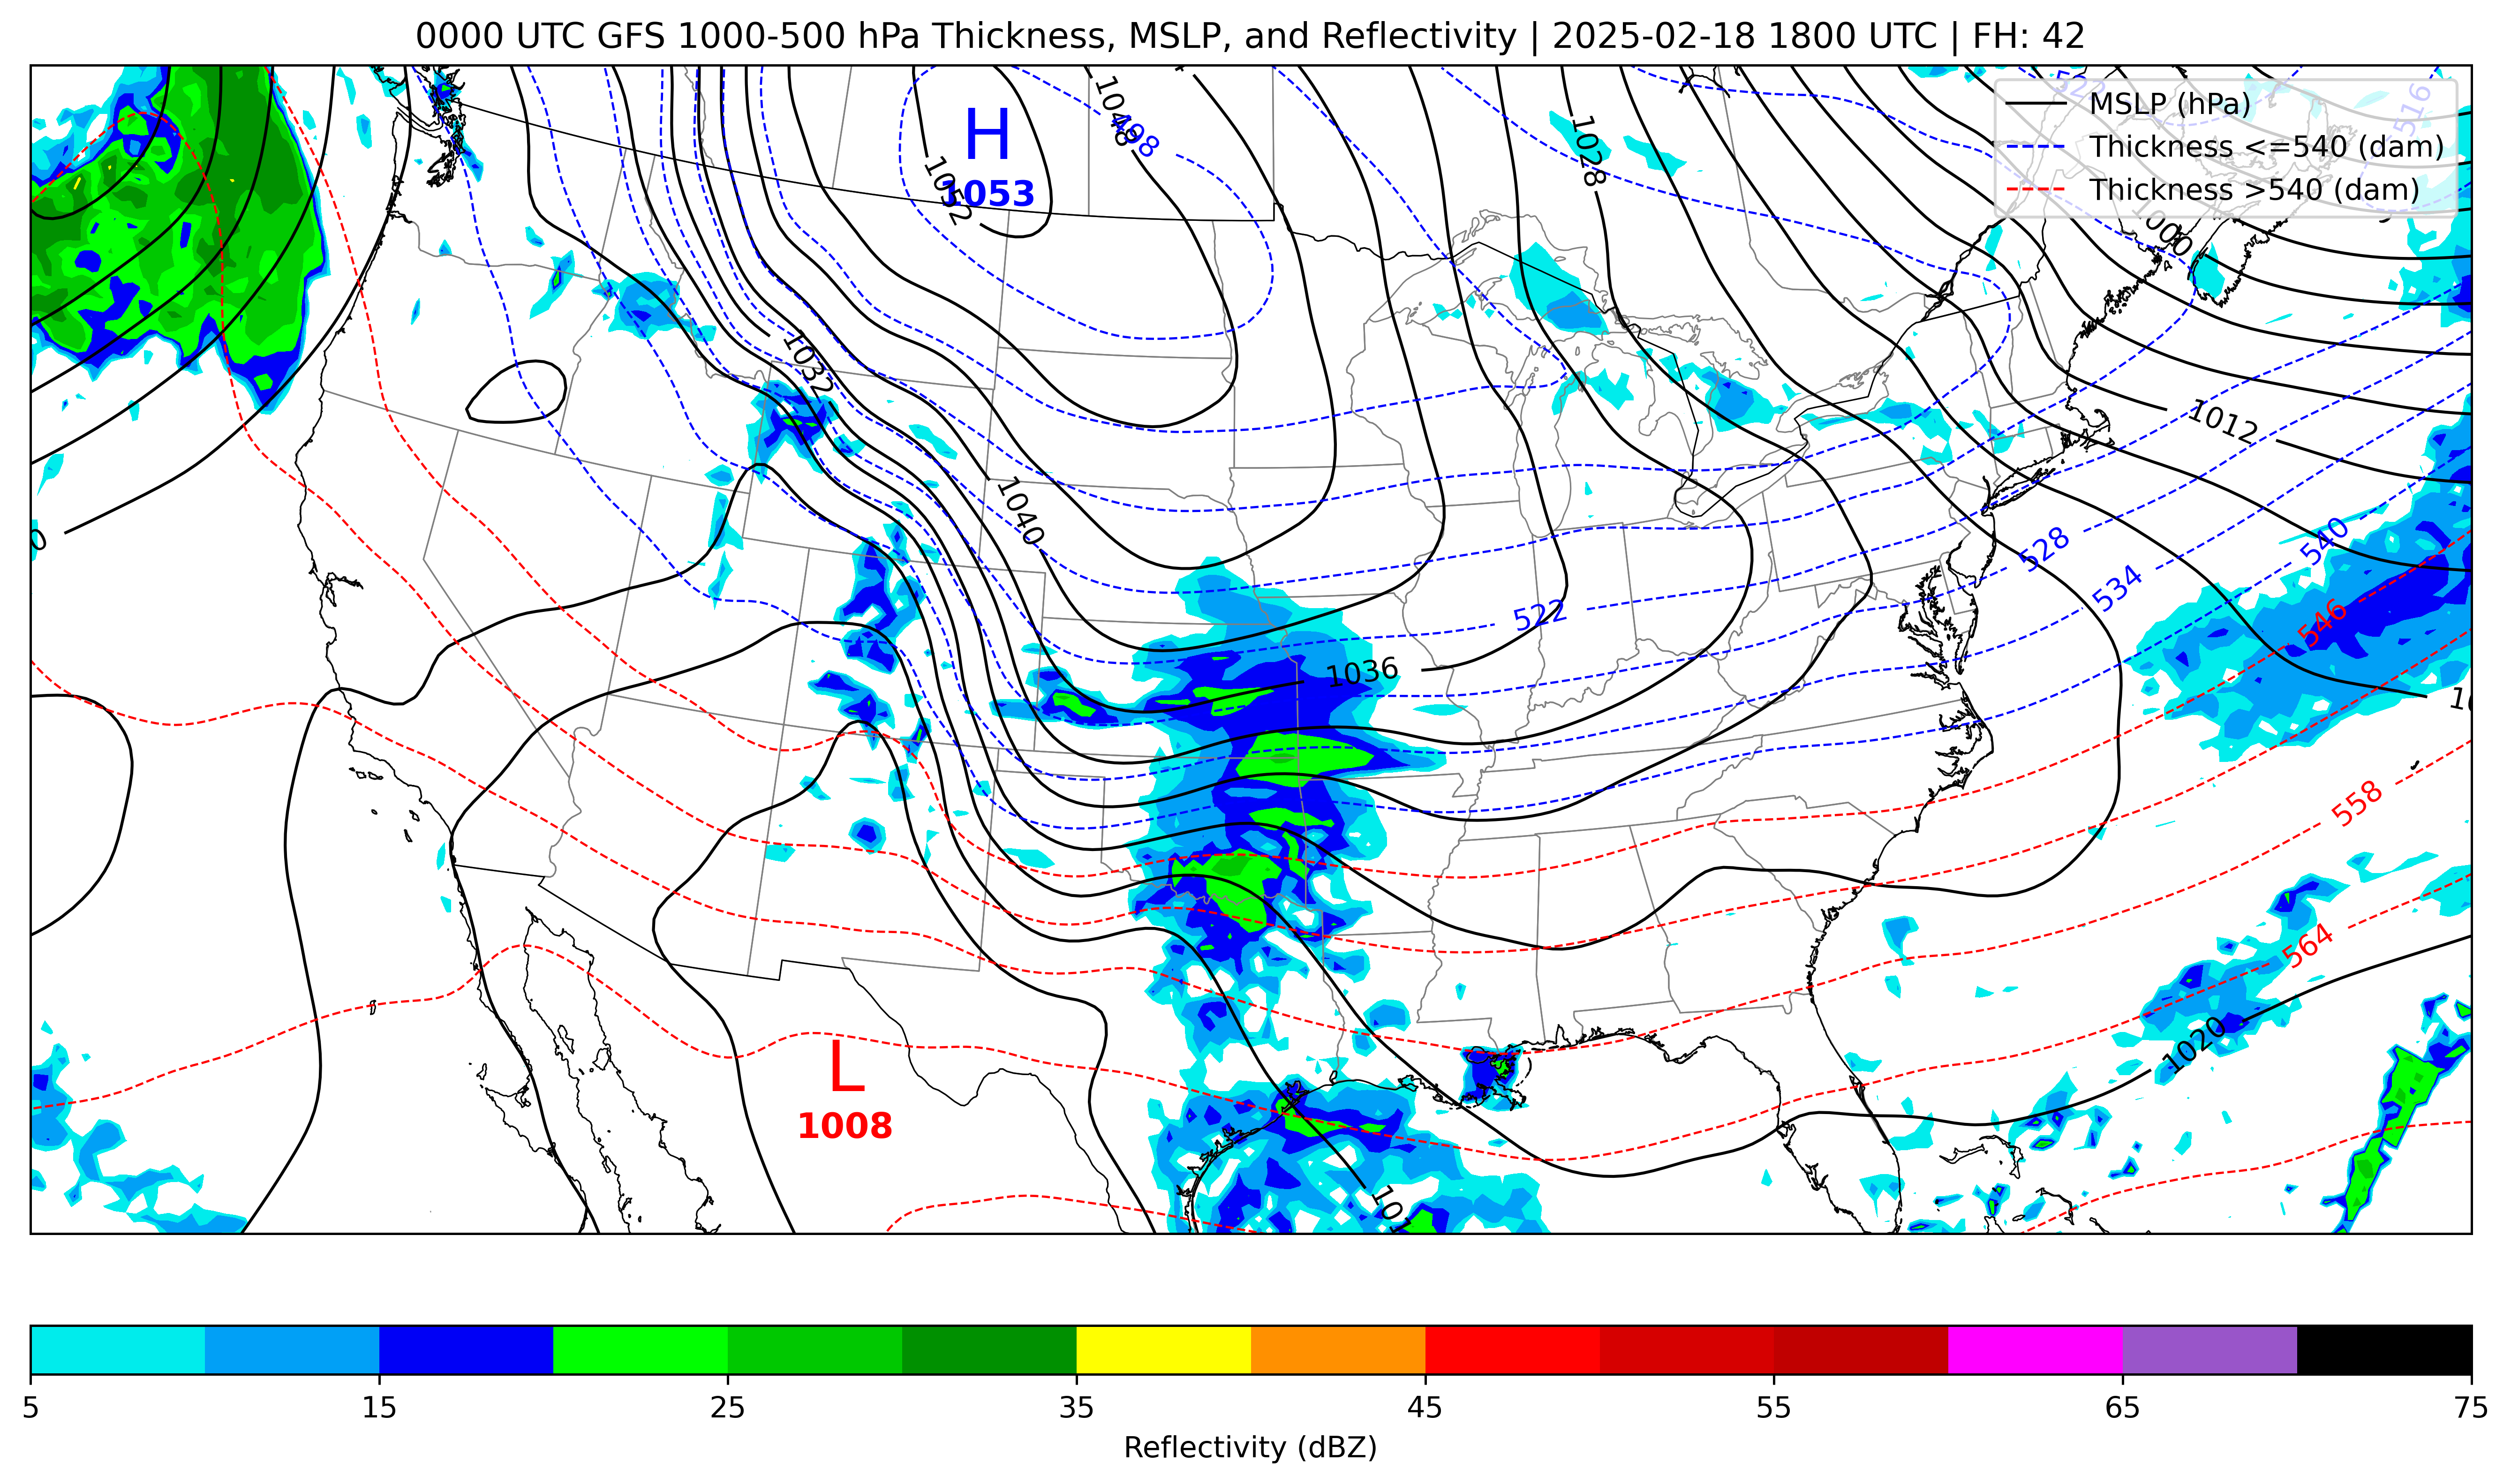 0000 UTC GFS 1000-500 hPa Thickness, MSLP, and Reflectivity | 2025-02-18 1800 UTC | FH: 42
MSLP (hPa)
Thickness <=540 (dam)
Thickness >540 (dam)
516
1048
498
H
1053
1052
1028
1000
1032
1012
1040
528
540
534
522
546
1036
558
564
1020
L
1008
5 15 25 35 45 55 65 75
Reflectivity (dBZ)